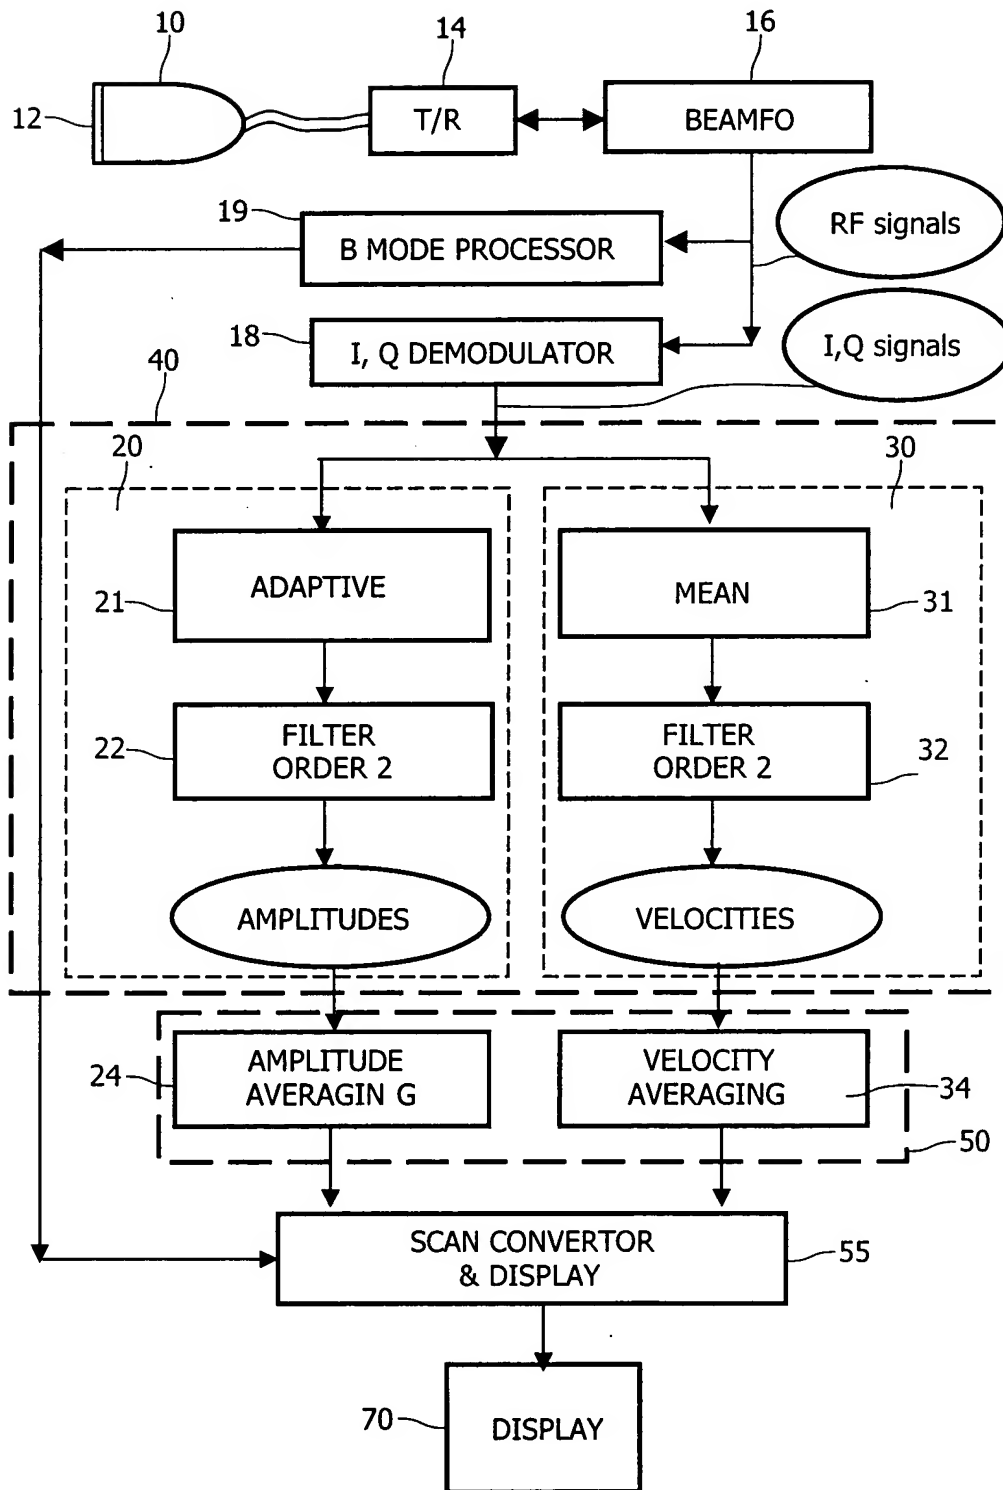 10
14
16
12
T/R
BEAMFO
19
B MODE PROCESSOR
RF signals
18
I, Q DEMODULATOR
I,Q signals
40
20
30
21
ADAPTIVE
MEAN
31
22
FILTER
ORDER 2
FILTER
ORDER 2
32
AMPLITUDES
VELOCITIES
24
AMPLITUDE
AVERAGIN G
VELOCITY
AVERAGING
34
50
SCAN CONVERTOR
& DISPLAY
55
70
DISPLAY